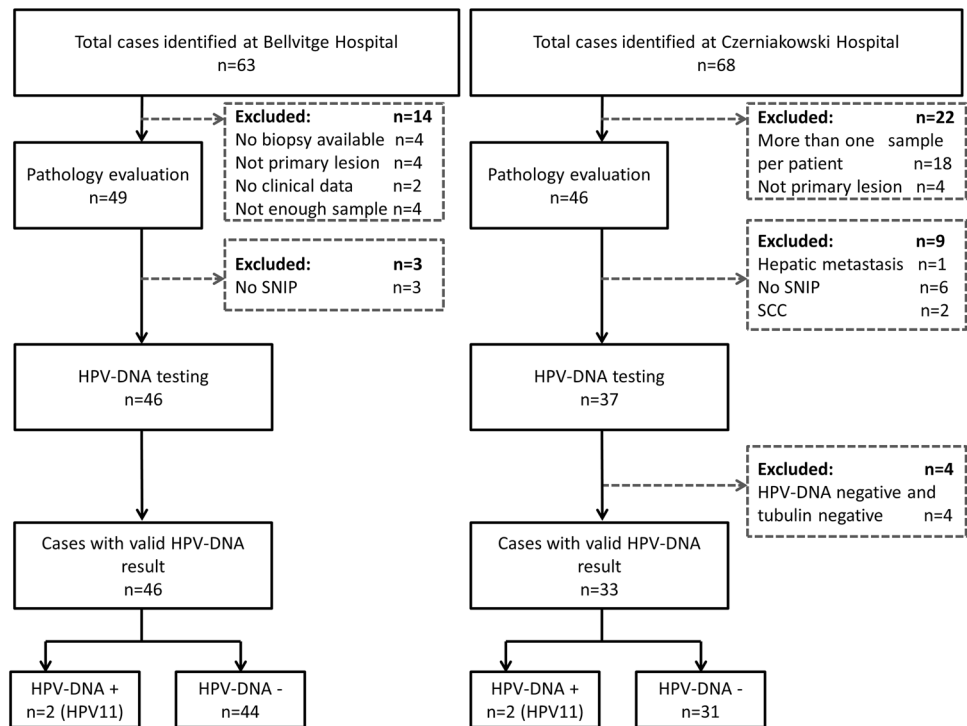 Total cases identified at Bellvitge Hospital
n=63
Excluded: n=14
No biopsy available n=4
Not primary lesion n=4
No clinical data n=2
Not enough sample n=4
Pathology evaluation
n=49
Excluded: n=3
No SNIP n=3
HPV-DNA testing
n=46
Cases with valid HPV-DNA
result
n=46
HPV-DNA +
n=2 (HPV11)
HPV-DNA -
n=44
Total cases identified at Czerniakowski Hospital
n=68
Excluded: n=22
More than one sample
per patient n=18
Not primary lesion n=4
Pathology evaluation
n=46
Excluded: n=9
Hepatic metastasis n=1
No SNIP n=6
SCC n=2
HPV-DNA testing
n=37
Excluded: n=4
HPV-DNA negative and
tubulin negative n=4
Cases with valid HPV-DNA
result
n=33
HPV-DNA +
n=2 (HPV11)
HPV-DNA -
n=31